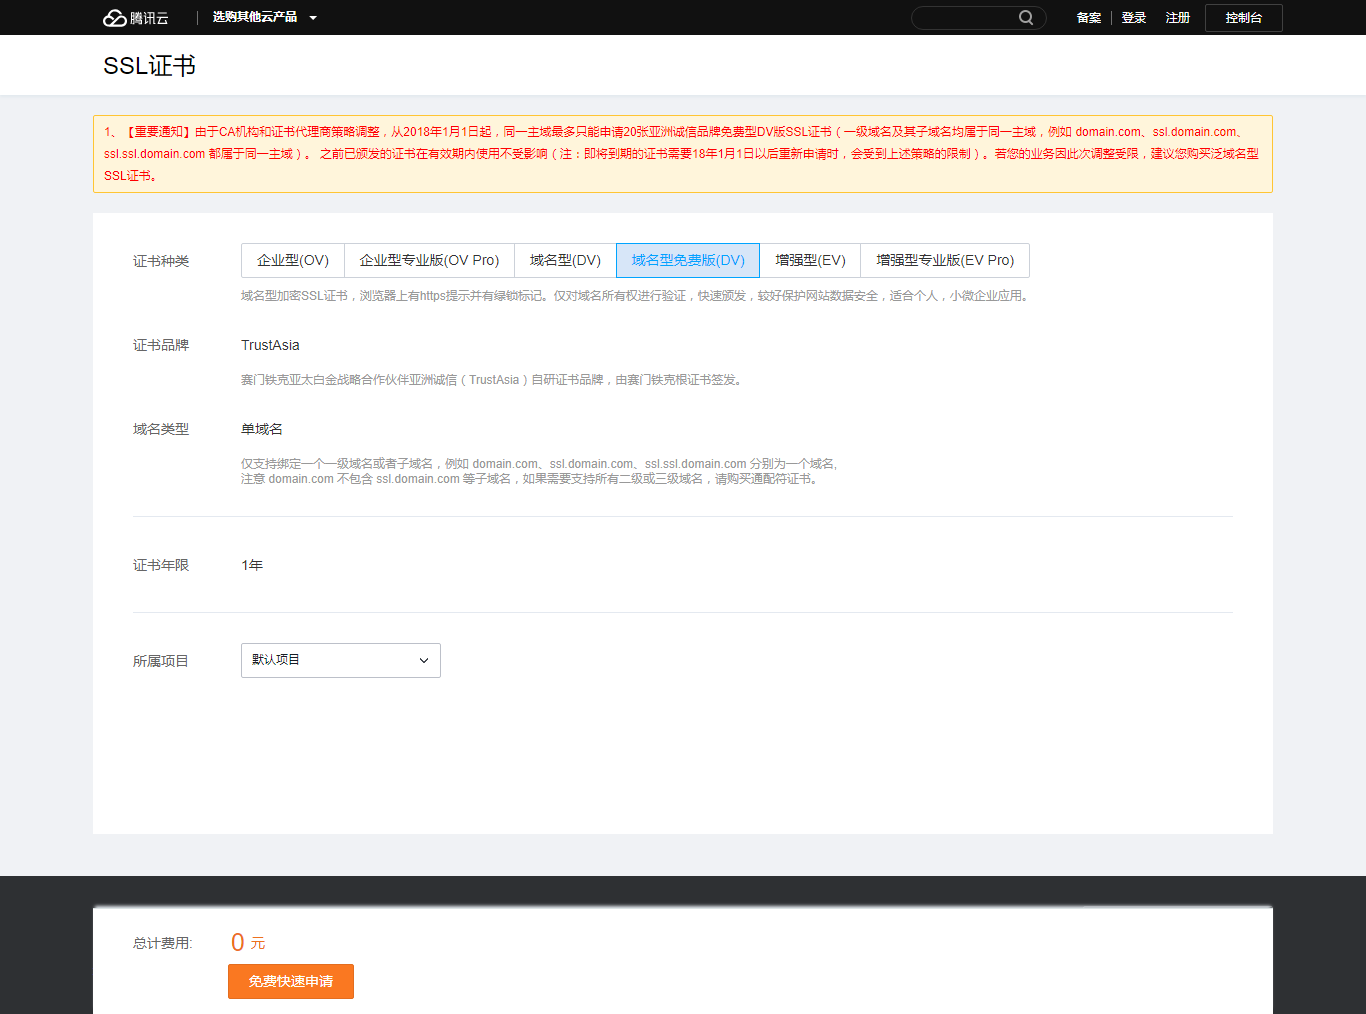 腾讯云 选购其他云产品 备案 登录 注册 控制台
SSL证书
1、【重要通知】由于CA机构和证书代理商策略调整，从2018年1月1日起，同一主域最多只能申请20张亚洲诚信品牌免费型DV版SSL证书（一级域名及其子域名均属于同一主域，例如 domain.com、ssl.domain.com、
ssl.ssl.domain.com 都属于同一主域）。 之前已颁发的证书在有效期内使用不受影响（注：即将到期的证书需要18年1月1日以后重新申请时，会受到上述策略的限制）。若您的业务因此次调整受限，建议您购买泛域名型
SSL证书。
证书种类 企业型(OV) 企业型专业版(OV Pro) 域名型(DV) 域名型免费版(DV) 增强型(EV) 增强型专业版(EV Pro)
域名型加密SSL证书，浏览器上有https提示并有绿锁标记。仅对域名所有权进行验证，快速颁发，较好保护网站数据安全，适合个人，小微企业应用。
证书品牌 TrustAsia
赛门铁克亚太白金战略合作伙伴亚洲诚信（TrustAsia）自研证书品牌，由赛门铁克根证书签发。
域名类型 单域名
仅支持绑定一个一级域名或者子域名，例如 domain.com、ssl.domain.com、ssl.ssl.domain.com 分别为一个域名,
注意 domain.com 不包含 ssl.domain.com 等子域名，如果需要支持所有二级或三级域名，请购买通配符证书。
证书年限 1年
所属项目 默认项目
总计费用: 0 元
免费快速申请